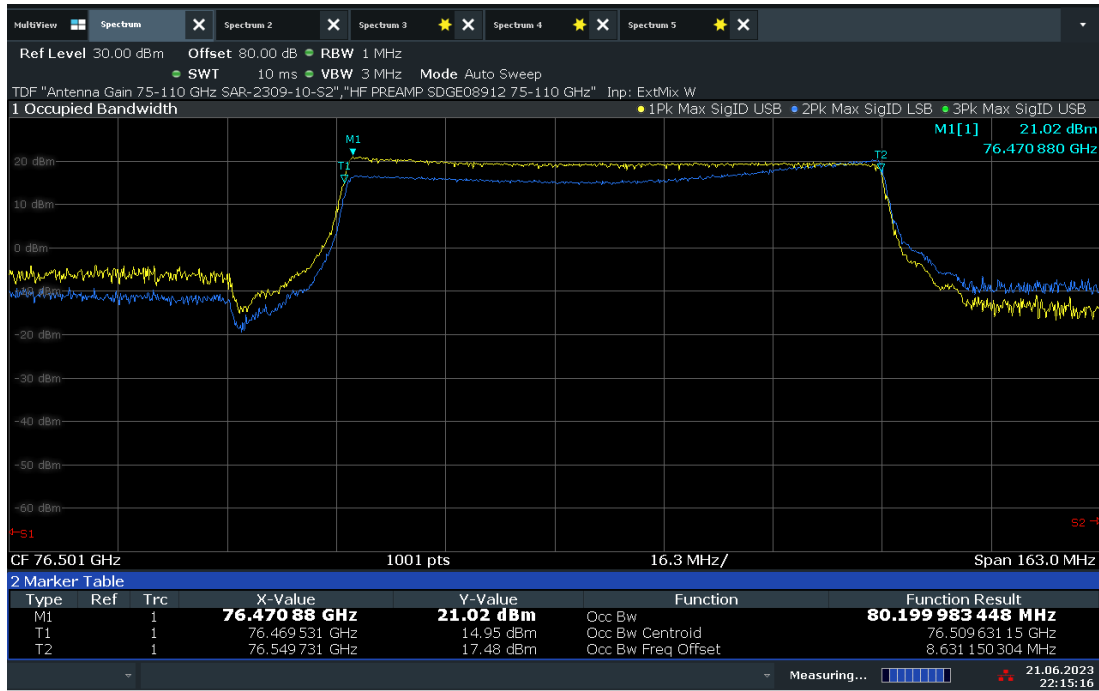 MultiView Spectrum Spectrum 2 Spectrum 3 Spectrum 4 Spectrum 5
Ref Level 30.00 dBm Offset 80.00 dB RBW 1 MHz
SWT 10 ms VBW 3 MHz Mode Auto Sweep
TDF "Antenna Gain 75-110 GHz SAR-2309-10-S2","HF PREAMP SDGE08912 75-110 GHz" Inp: ExtMix W
1 Occupied Bandwidth 1Pk Max SigID USB 2Pk Max SigID LSB 3Pk Max SigID USB
M1[1] 21.02 dBm
76.470 880 GHz
M1
T1
T2
20 dBm
10 dBm
0 dBm
-10 dBm
-20 dBm
-30 dBm
-40 dBm
-50 dBm
-60 dBm
S1
S2
CF 76.501 GHz 1001 pts 16.3 MHz/ Span 163.0 MHz
2 Marker Table
Type Ref Trc X-Value Y-Value Function Function Result
M1 1 76.470 88 GHz 21.02 dBm Occ Bw 80.199 983 448 MHz
T1 1 76.469 531 GHz 14.95 dBm Occ Bw Centroid 76.509 631 15 GHz
T2 1 76.549 731 GHz 17.48 dBm Occ Bw Freq Offset 8.631 150 304 MHz
Measuring... 21.06.2023
22:15:16